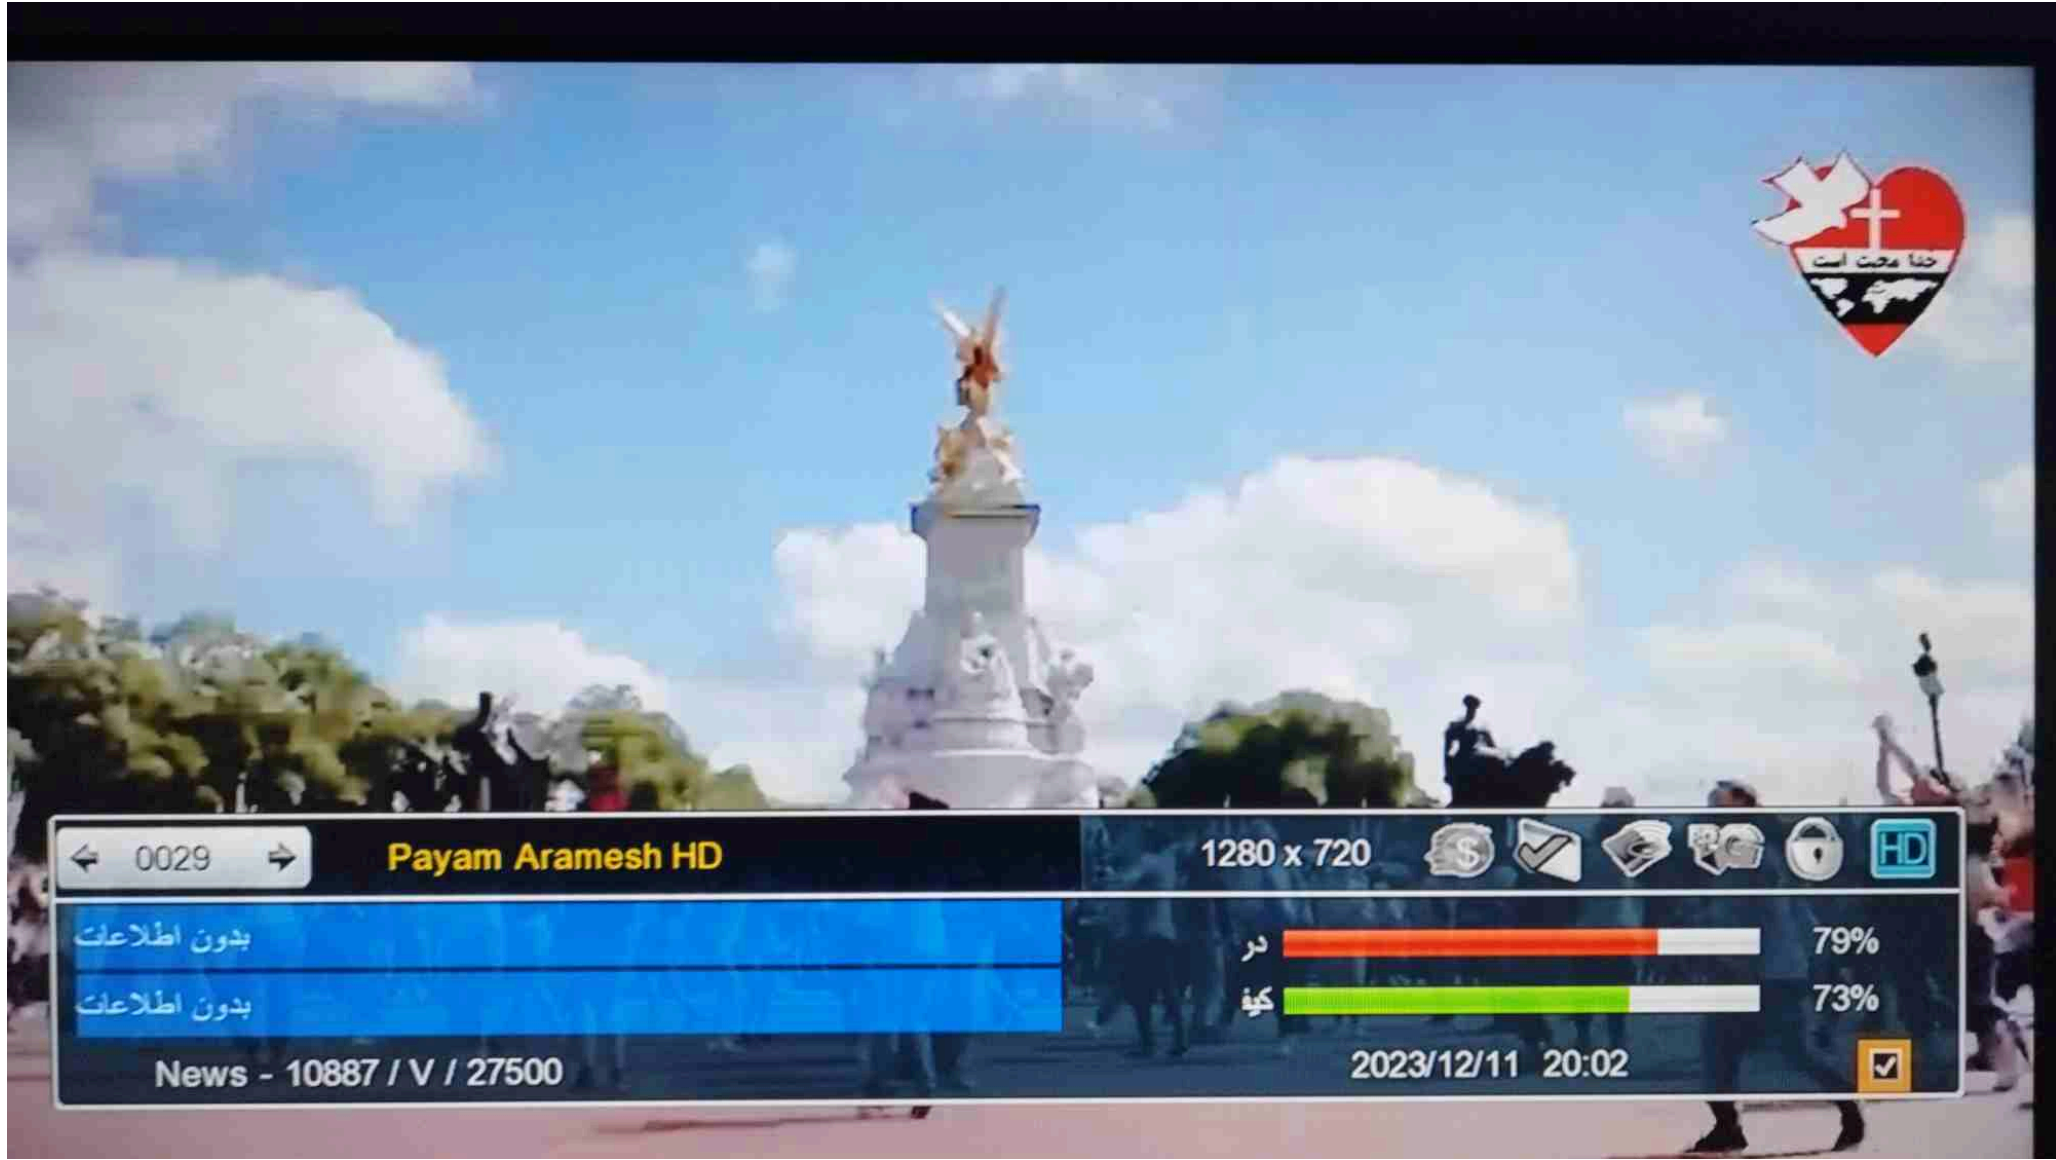 خدا محبت است
0029
Payam Aramesh HD
1280 x 720
HD
بدون اطلاعات
در
79%
بدون اطلاعات
کیف
73%
News - 10887 / V / 27500
2023/12/11 20:02